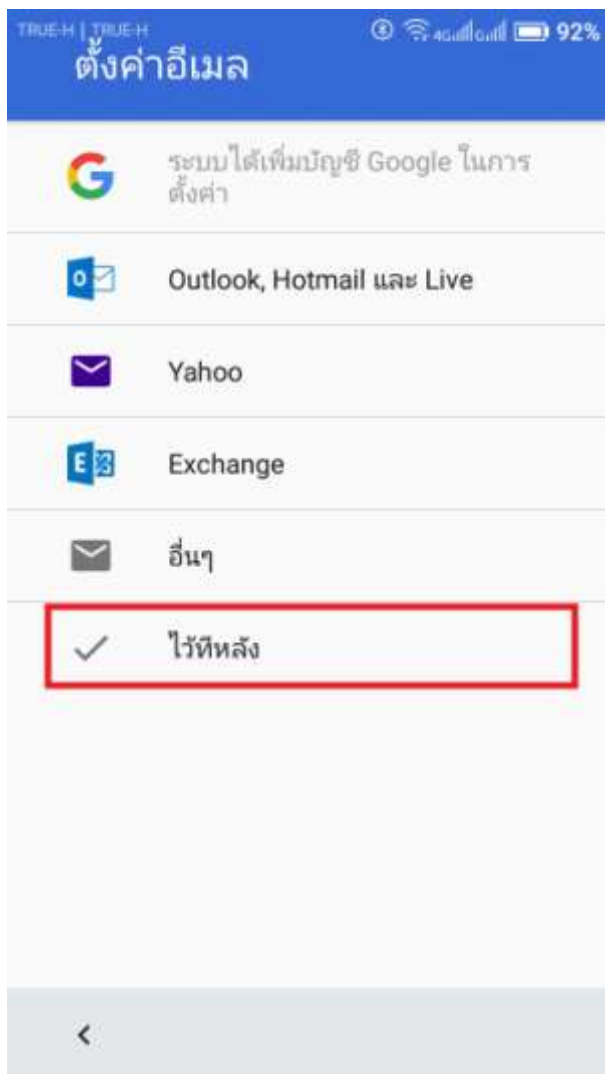 TRUE-H | TRUE-H 4G 92%
ตั้งค่าอีเมล
ระบบได้เพิ่มบัญชี Google ในการ
ตั้งค่า
Outlook, Hotmail และ Live
Yahoo
Exchange
อื่นๆ
ไว้ทีหลัง